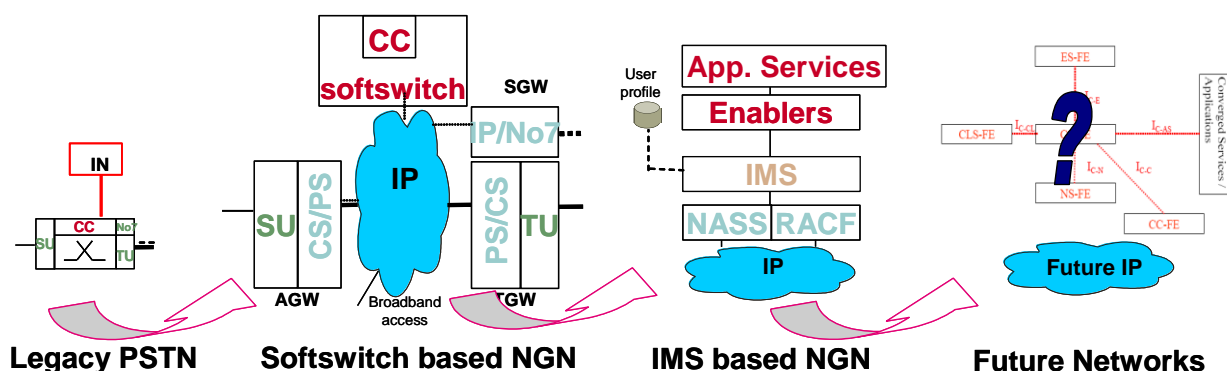 IN
CC
No7
SU
TU
Legacy PSTN
CC
softswitch
SGW
IP/No7
IP
SU
CS/PS
PS/CS
TU
AGW
Broadband
access
TGW
Softswitch based NGN
User
profile
App. Services
Enablers
IMS
NASS
RACF
IP
IMS based NGN
ES-FE
I C-E
?
CLS-FE
I C-CL
I C-AS
Converged Services /
Applications
I C-N
I C-C
NS-FE
CC-FE
Future IP
Future Networks